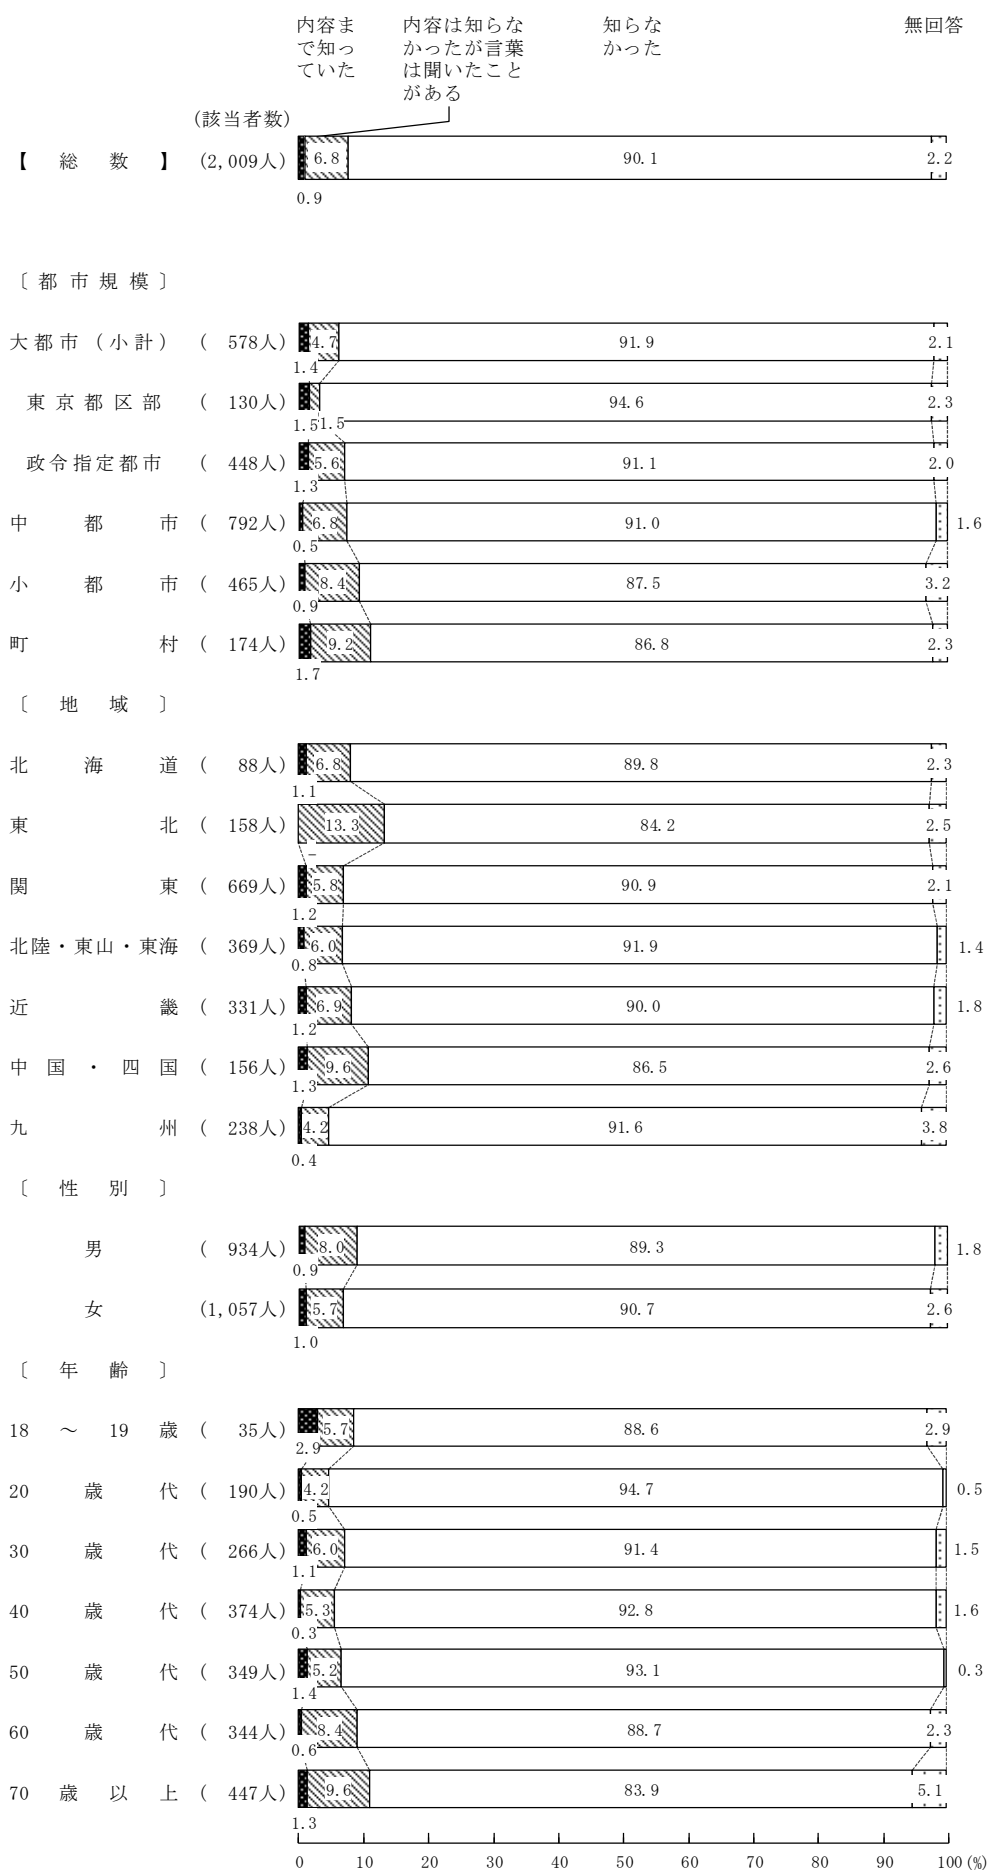 内容ま
で知っ
ていた
内容は知らな
かったが言葉
は聞いたこと
がある
知らな
かった
無回答
(該当者数)
【 総 数 】 (2,009人) 6.8 90.1 2.2
0.9
〔都市規模〕
大都市(小計) ( 578人) 4.7 91.9 2.1
1.4
東京都区部 ( 130人) 94.6 2.3
1.5 1.5
政令指定都市 ( 448人) 5.6 91.1 2.0
1.3
中都市 ( 792人) 6.8 91.0 1.6
0.5
小都市 ( 465人) 8.4 87.5 3.2
0.9
町村 ( 174人) 9.2 86.8 2.3
1.7
〔 地 域 〕
北海道 ( 88人) 6.8 89.8 2.3
1.1
東北 ( 158人) 13.3 84.2 2.5
－
関東 ( 669人) 5.8 90.9 2.1
1.2
北陸・東山・東海 ( 369人) 6.0 91.9 1.4
0.8
近畿 ( 331人) 6.9 90.0 1.8
1.2
中国・四国 ( 156人) 9.6 86.5 2.6
1.3
九州 ( 238人) 4.2 91.6 3.8
0.4
〔 性 別 〕
男 ( 934人) 8.0 89.3 1.8
0.9
女 (1,057人) 5.7 90.7 2.6
1.0
〔 年 齢 〕
18～19歳 ( 35人) 5.7 88.6 2.9
2.9
20歳代 ( 190人) 4.2 94.7 0.5
0.5
30歳代 ( 266人) 6.0 91.4 1.5
1.1
40歳代 ( 374人) 5.3 92.8 1.6
0.3
50歳代 ( 349人) 5.2 93.1 0.3
1.4
60歳代 ( 344人) 8.4 88.7 2.3
0.6
70歳以上 ( 447人) 9.6 83.9 5.1
1.3
0 10 20 30 40 50 60 70 80 90 100(%)